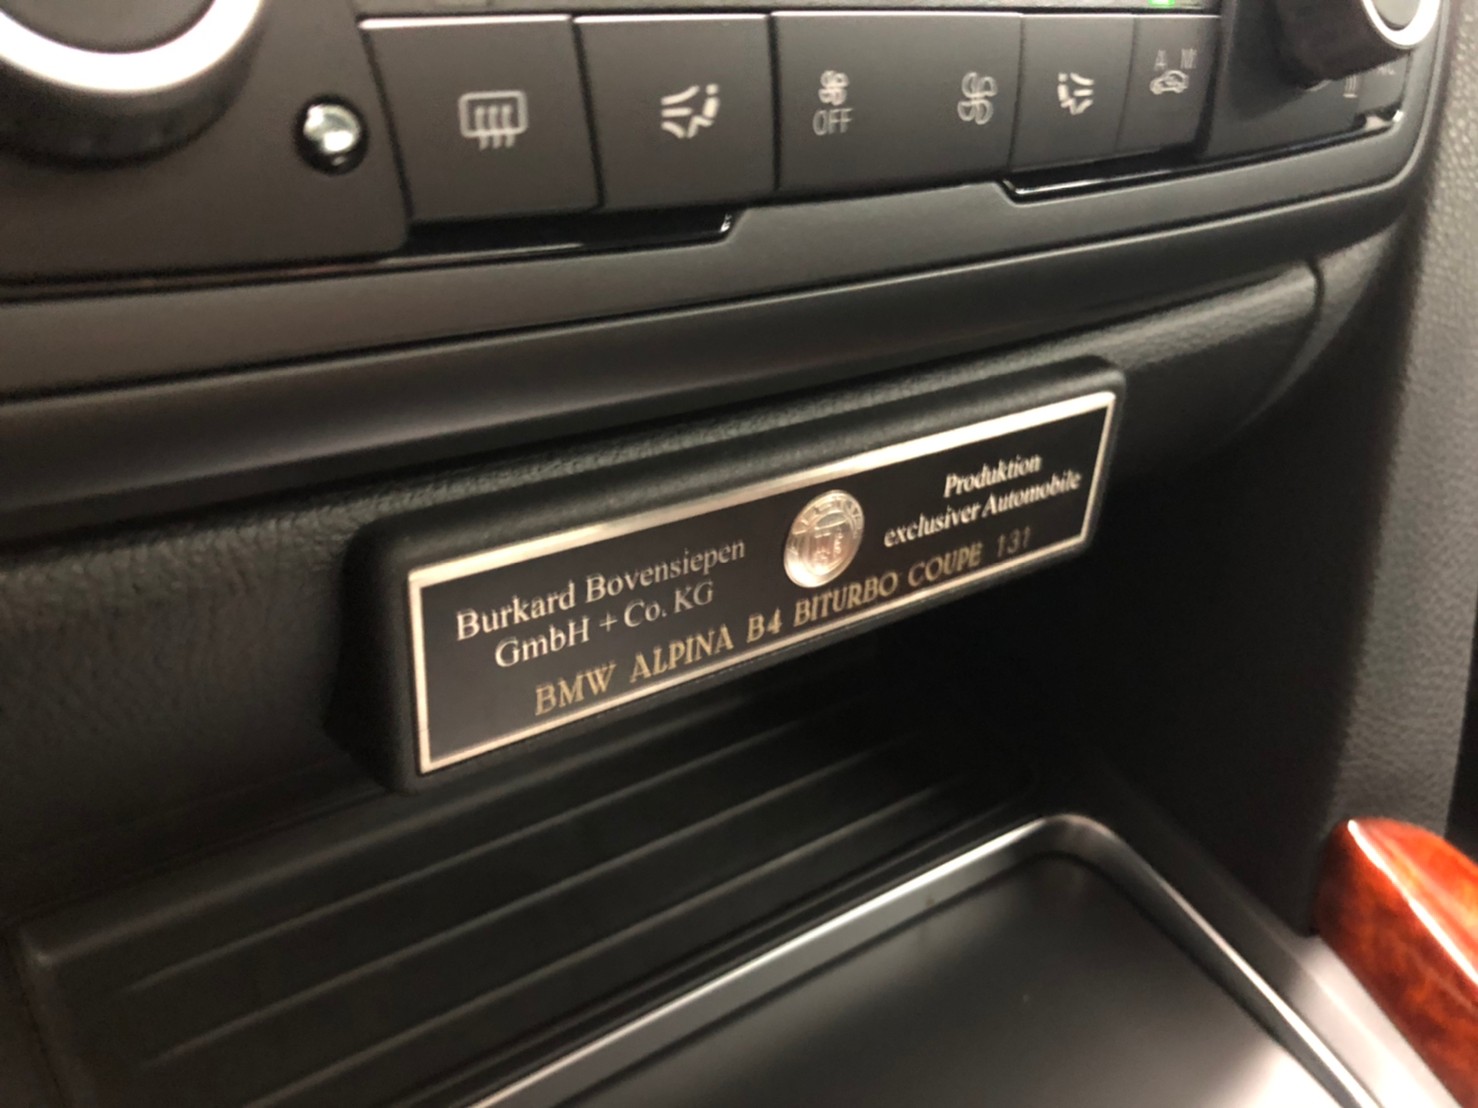 OFF
Burkard Bovensiepen
GmbH + Co. KG
Produktion
exclusiver Automobile
BMW ALPINA B4 BITURBO COUPE 131